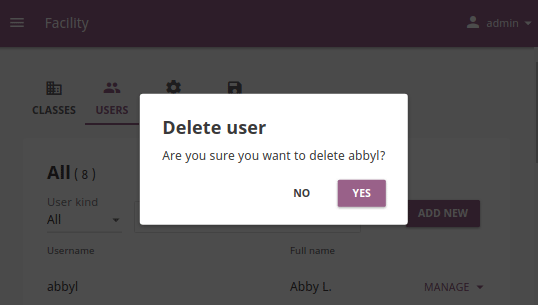 Facility
admin
CLASSES
USERS
Delete user
Are you sure you want to delete abbyl?
NO
YES
All ( 8 )
User kind
All
ADD NEW
Username
Full name
abbyl
Abby L.
MANAGE